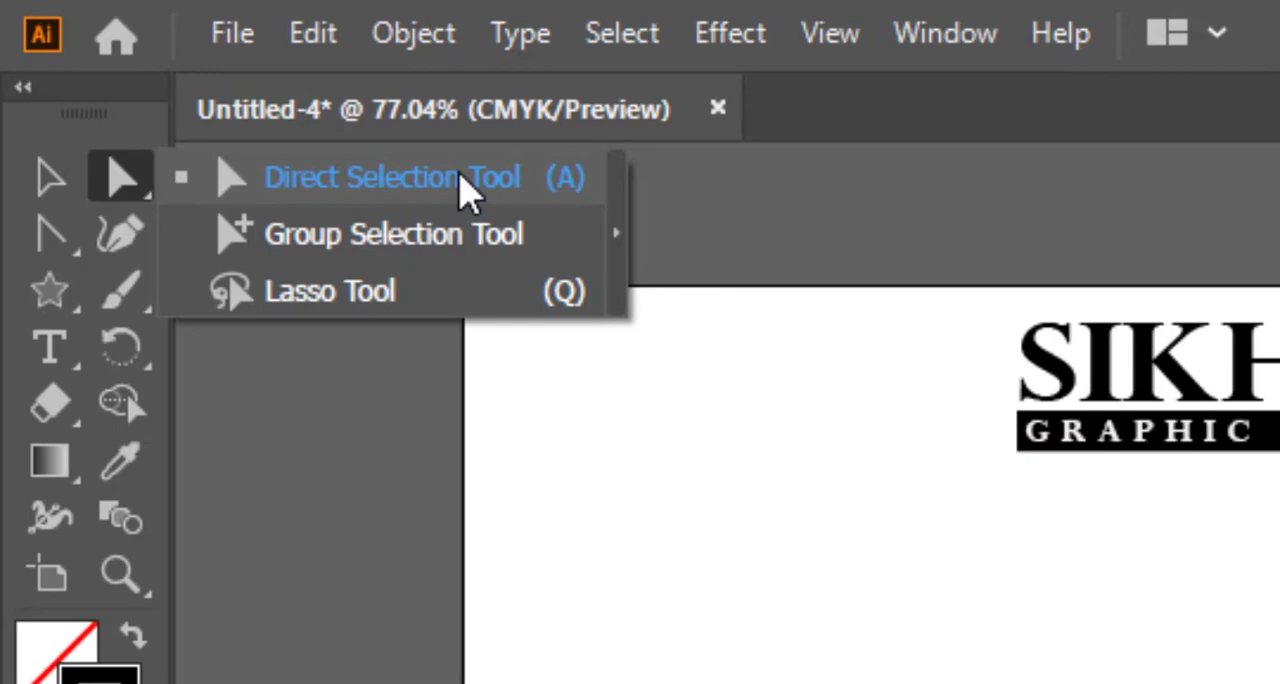 Ai File Edit Object Type Select Effect View Window Help
Untitled-4* @ 77.04% (CMYK/Preview) ×
Direct Selection Tool (A)
Group Selection Tool
Lasso Tool (Q)
SIKH
GRAPHIC